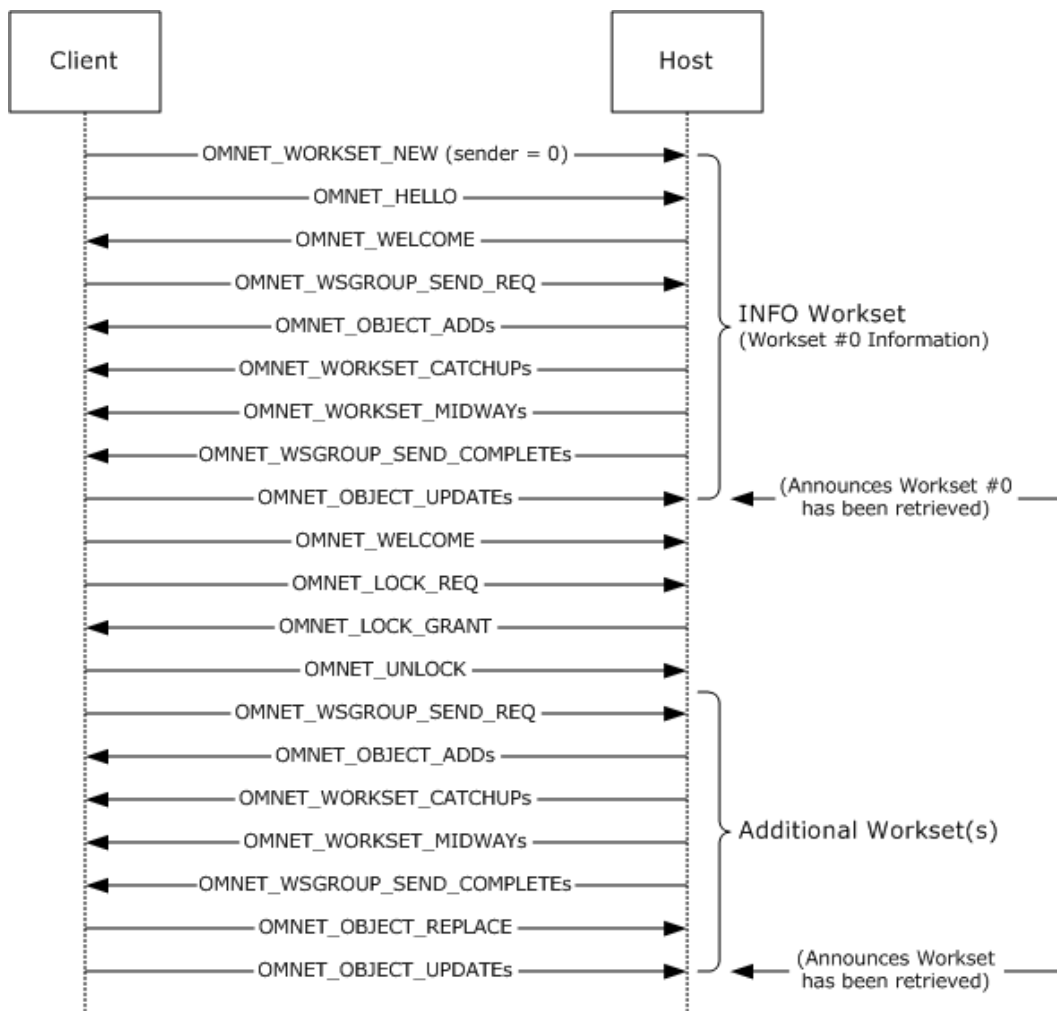 Client
Host
OMNET_WORKSET_NEW (sender = 0)
OMNET_HELLO
OMNET_WELCOME
OMNET_WSGROUP_SEND_REQ
OMNET_OBJECT_ADDs
INFO Workset
(Workset #0 Information)
OMNET_WORKSET_CATCHUPs
OMNET_WORKSET_MIDWAYs
OMNET_WSGROUP_SEND_COMPLETEs
OMNET_OBJECT_UPDATEs
(Announces Workset #0
has been retrieved)
OMNET_WELCOME
OMNET_LOCK_REQ
OMNET_LOCK_GRANT
OMNET_UNLOCK
OMNET_WSGROUP_SEND_REQ
OMNET_OBJECT_ADDs
OMNET_WORKSET_CATCHUPs
Additional Workset(s)
OMNET_WORKSET_MIDWAYs
OMNET_WSGROUP_SEND_COMPLETEs
OMNET_OBJECT_REPLACE
OMNET_OBJECT_UPDATEs
(Announces Workset
has been retrieved)